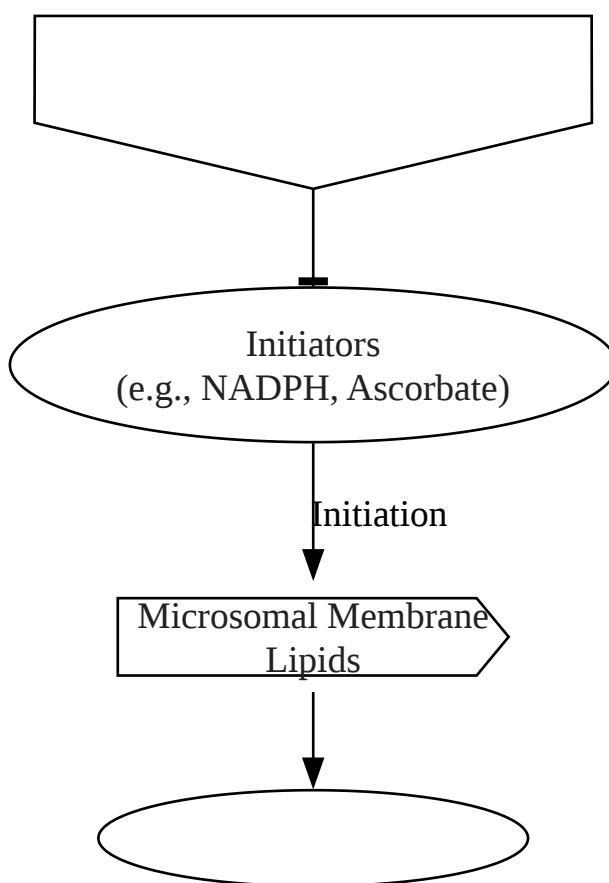 Initiators
(e.g., NADPH, Ascorbate)
Initiation
Microsomal Membrane
Lipids